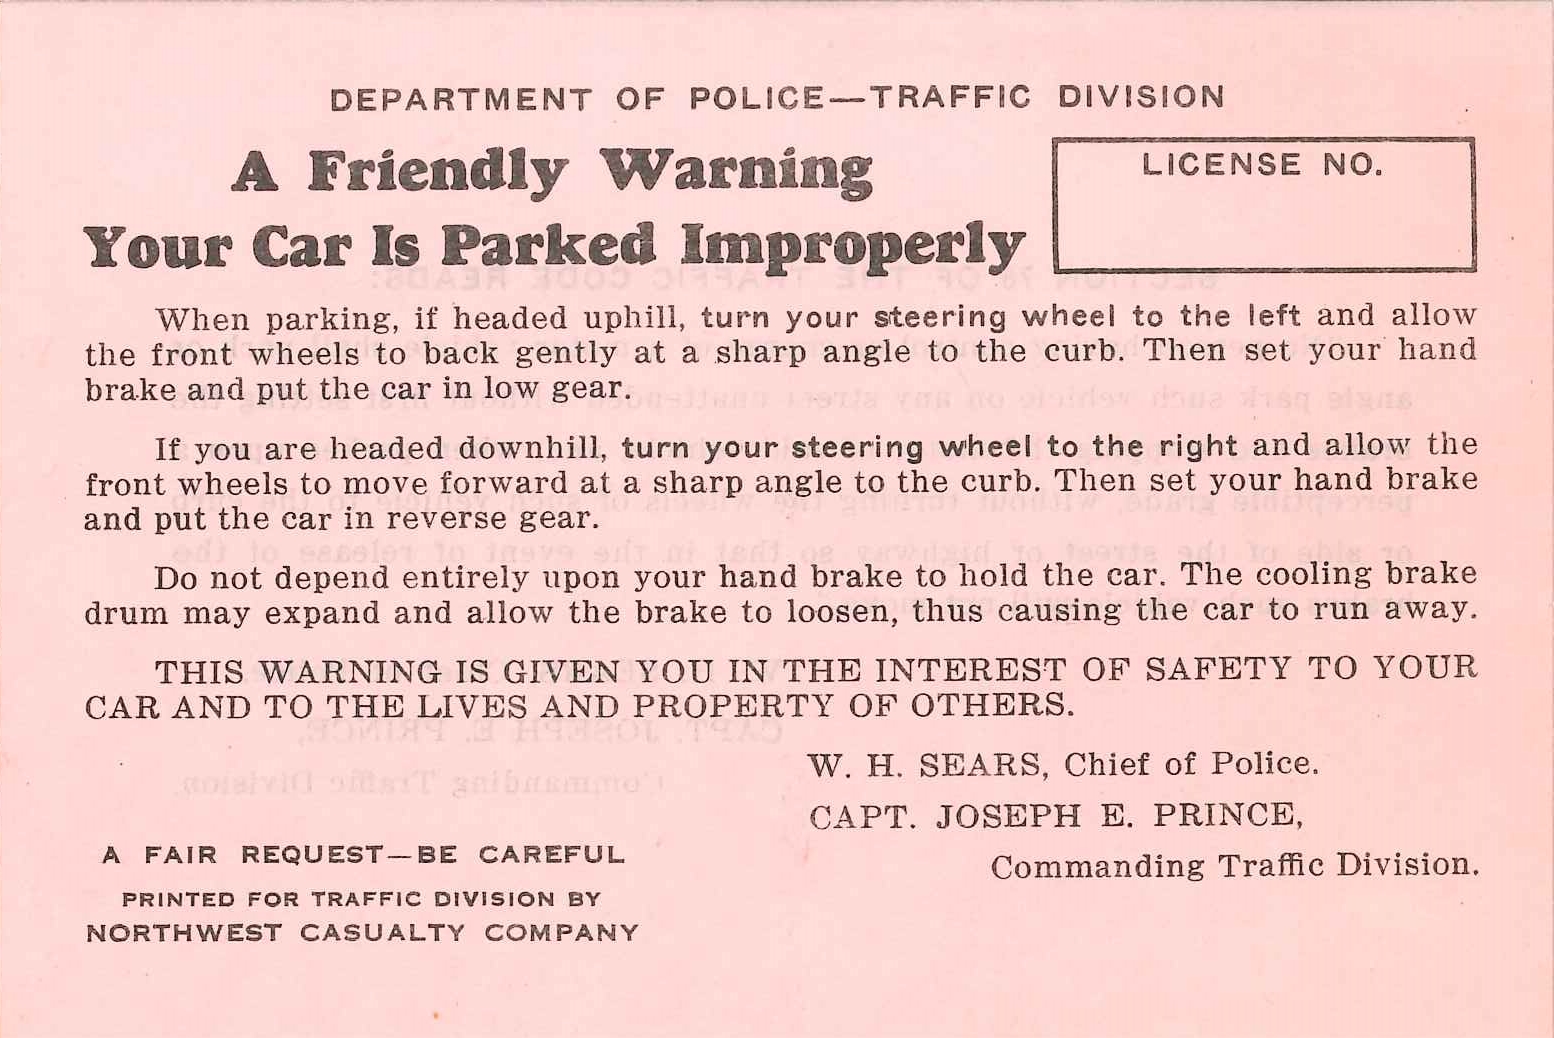 DEPARTMENT OF POLICE—TRAFFIC DIVISION
A Friendly Warning
Your Car Is Parked Improperly
LICENSE NO.
When parking, if headed uphill, turn your steering wheel to the left and allow
the front wheels to back gently at a sharp angle to the curb. Then set your hand
brake and put the car in low gear.
If you are headed downhill, turn your steering wheel to the right and allow the
front wheels to move forward at a sharp angle to the curb. Then set your hand brake
and put the car in reverse gear.
Do not depend entirely upon your hand brake to hold the car. The cooling brake
drum may expand and allow the brake to loosen, thus causing the car to run away.
THIS WARNING IS GIVEN YOU IN THE INTEREST OF SAFETY TO YOUR
CAR AND TO THE LIVES AND PROPERTY OF OTHERS.
W. H. SEARS, Chief of Police.
CAPT. JOSEPH E. PRINCE,
Commanding Traffic Division.
A FAIR REQUEST—BE CAREFUL
PRINTED FOR TRAFFIC DIVISION BY
NORTHWEST CASUALTY COMPANY